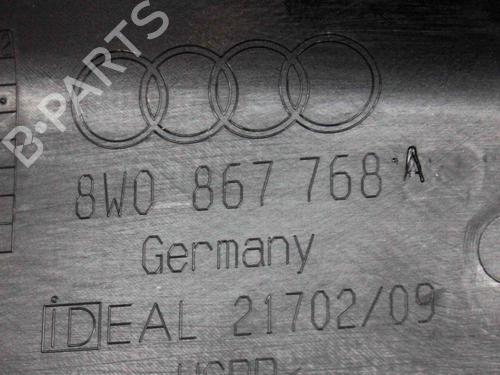 B·PARTS
8W0 867 768 A
Germany
iDEAL 21702/09